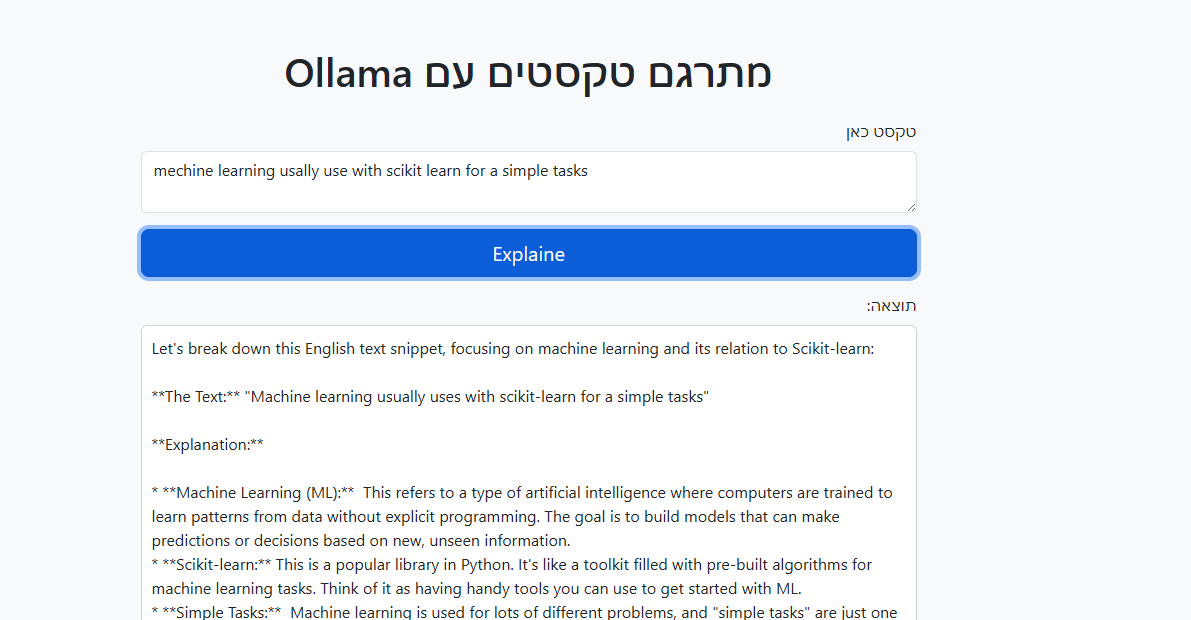 מתרגם טקסטים עם Ollama
טקסט כאן
mechine learning usally use with scikit learn for a simple tasks
Explaine
תוצאה:
Let's break down this English text snippet, focusing on machine learning and its relation to Scikit-learn:
**The Text:** "Machine learning usually uses with scikit-learn for a simple tasks"
**Explanation:**
* **Machine Learning (ML):**  This refers to a type of artificial intelligence where computers are trained to
learn patterns from data without explicit programming. The goal is to build models that can make
predictions or decisions based on new, unseen information.
* **Scikit-learn:** This is a popular library in Python. It's like a toolkit filled with pre-built algorithms for
machine learning tasks. Think of it as having handy tools you can use to get started with ML.
* **Simple Tasks:**  Machine learning is used for lots of different problems, and "simple tasks" are just one